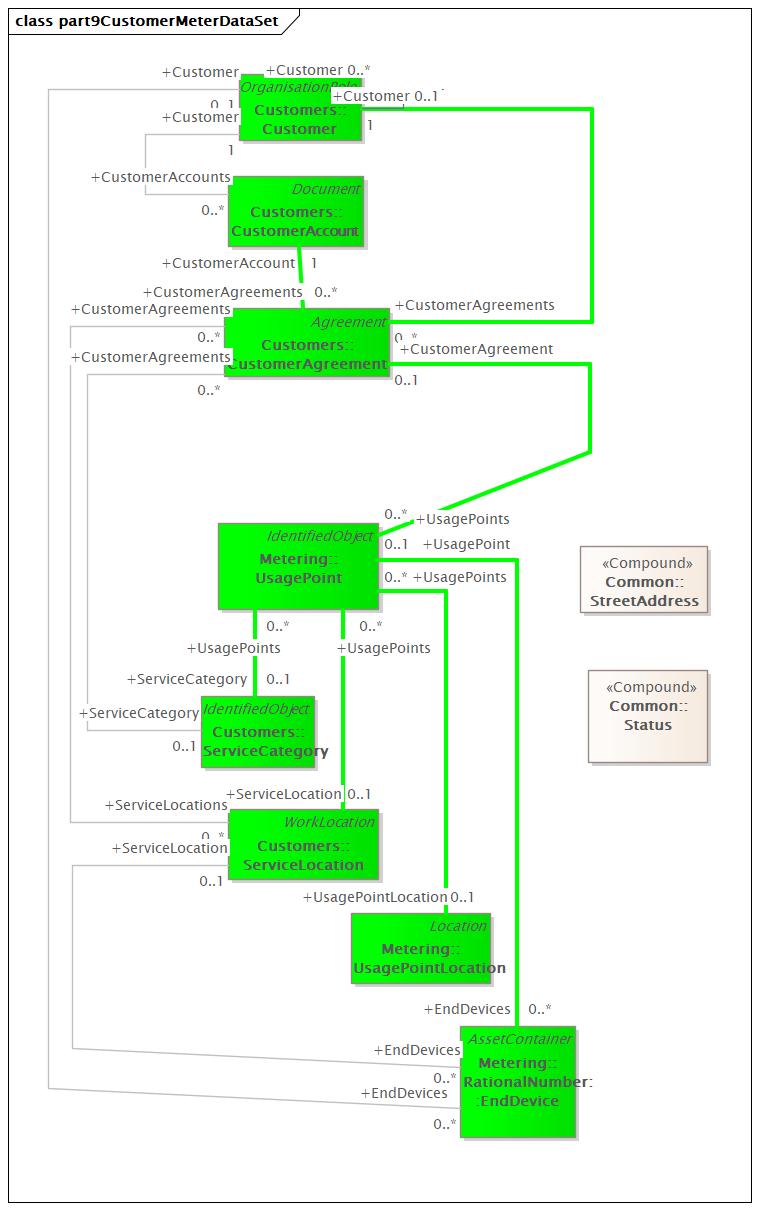 class part9CustomerMeterDataSet
+Customer
+Customer 0..*
0..1
OrganisationRole
+Customer 0..1
+Customer
Customers::
Customer
1
1
+CustomerAccounts
0..*
Document
Customers::
CustomerAccount
+CustomerAccount 1
+CustomerAgreements 0..*
+CustomerAgreements
0..*
+CustomerAgreements
0..*
Agreement
Customers::
CustomerAgreement
+CustomerAgreements
0..*
+CustomerAgreement
0..1
0..*
+UsagePoints
IdentifiedObject
Metering::
UsagePoint
0..1 +UsagePoint
0..* +UsagePoints
«Compound»
Common::
StreetAddress
0..*
+UsagePoints
0..*
+UsagePoints
+ServiceCategory 0..1
«Compound»
Common::
Status
+ServiceCategory
0..1
IdentifiedObject
Customers::
ServiceCategory
+ServiceLocation 0..1
+ServiceLocations
0..*
+ServiceLocation
0..1
WorkLocation
Customers::
ServiceLocation
+UsagePointLocation 0..1
Location
Metering::
UsagePointLocation
+EndDevices 0..*
+EndDevices
0..*
+EndDevices
0..*
AssetContainer
Metering::
RationalNumber:
:EndDevice